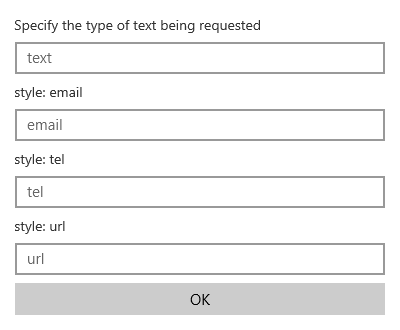 Specify the type of text being requested
text
style: email
email
style: tel
tel
style: url
url
OK